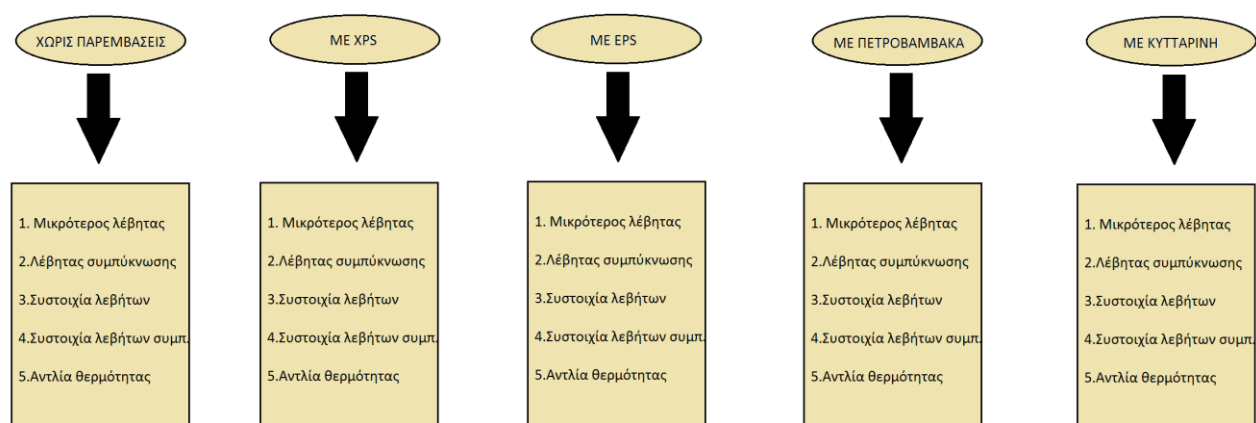 ΧΩΡΙΣ ΠΑΡΕΜΒΑΣΕΙΣ
1. Μικρότερος λέβητας
2.Λέβητας συμπύκνωσης
3.Συστοιχία λεβήτων
4.Συστοιχία λεβήτων συμπ.
5.Αντλία θερμότητας
ΜΕ XPS
1. Μικρότερος λέβητας
2.Λέβητας συμπύκνωσης
3.Συστοιχία λεβήτων
4.Συστοιχία λεβήτων συμπ.
5.Αντλία θερμότητας
ΜΕ EPS
1. Μικρότερος λέβητας
2.Λέβητας συμπύκνωσης
3.Συστοιχία λεβήτων
4.Συστοιχία λεβήτων συμπ.
5.Αντλία θερμότητας
ΜΕ ΠΕΤΡΟΒΑΜΒΑΚΑ
1. Μικρότερος λέβητας
2.Λέβητας συμπύκνωσης
3.Συστοιχία λεβήτων
4.Συστοιχία λεβήτων συμπ.
5.Αντλία θερμότητας
ΜΕ ΚΥΤΤΑΡΙΝΗ
1. Μικρότερος λέβητας
2.Λέβητας συμπύκνωσης
3.Συστοιχία λεβήτων
4.Συστοιχία λεβήτων συμπ.
5.Αντλία θερμότητας